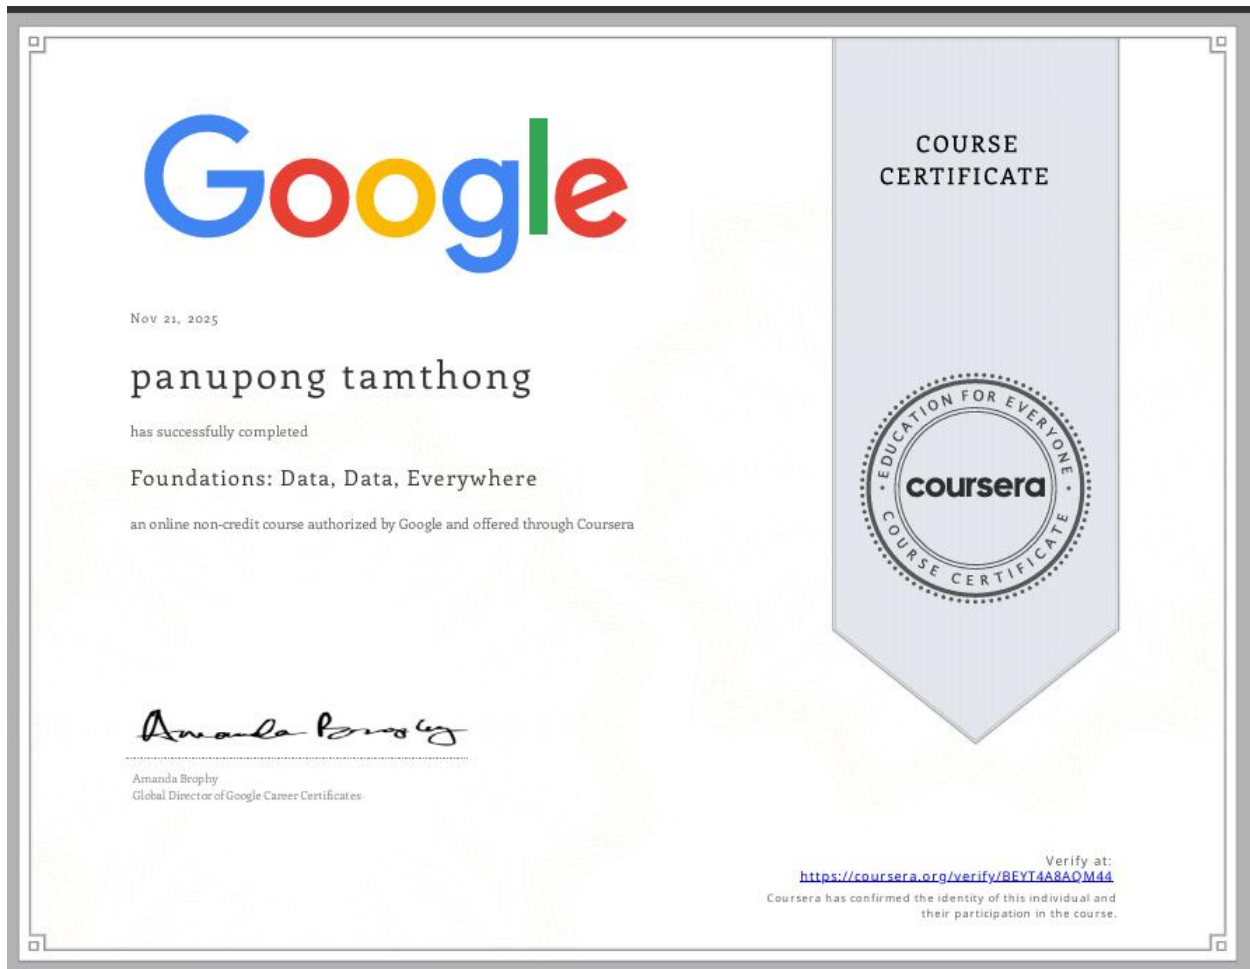 Google
COURSE
CERTIFICATE
Nov 21, 2025
panupong tamthong
has successfully completed
Foundations: Data, Data, Everywhere
an online non-credit course authorized by Google and offered through Coursera
EDUCATION FOR EVERYONE
coursera
COURSE CERTIFICATE
Amanda Brophy
Amanda Brophy
Global Director of Google Career Certificates
Verify at:
https://coursera.org/verify/BEYT4A8AQM44
Coursera has confirmed the identity of this individual and
their participation in the course.